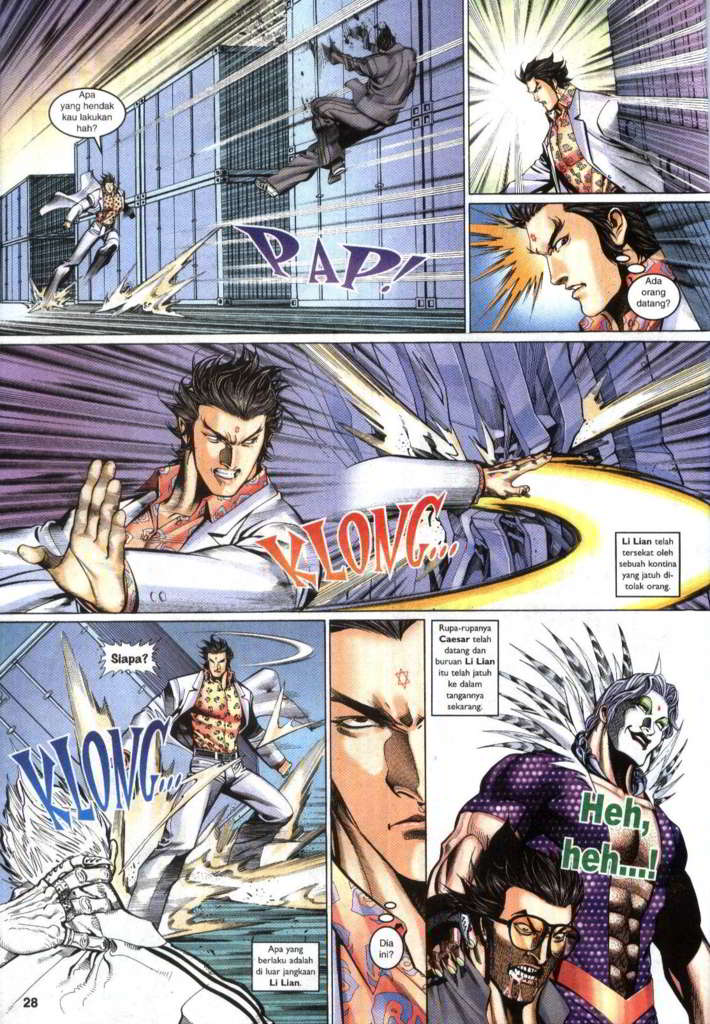 Apa
yang hendak
kau lakukan
hah?
PAP!
Ada
orang
datang?
KLONG...
Li Lian telah
tersekat oleh
sebuah kontina
yang jatuh di-
tolak orang.
Siapa?
KLONG...
Apa yang
berlaku adalah
di luar jangkaan
Li Lian.
Dia
ini?
Rupa-rupanya
Caesar telah
datang dan
buruan Li Lian
itu telah jatuh
ke dalam
tangannya
sekarang.
Heh,
heh...!
28